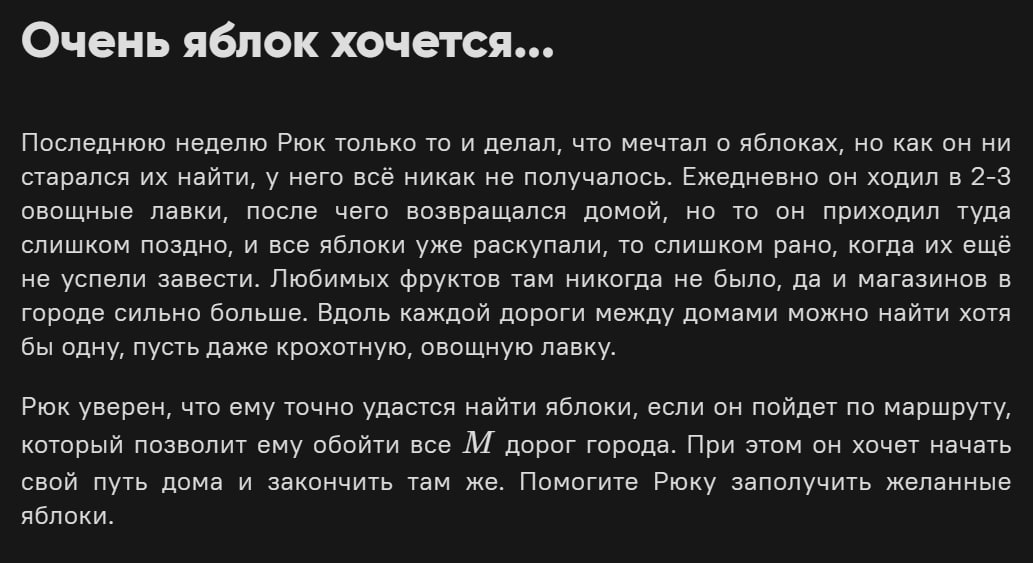 Очень яблок хочется...
Последнюю неделю Рюк только то и делал, что мечтал о яблоках, но как он ни
старался их найти, у него всё никак не получалось. Ежедневно он ходил в 2-3
овощные лавки, после чего возвращался домой, но то он приходил туда
слишком поздно, и все яблоки уже раскупали, то слишком рано, когда их ещё
не успели завести. Любимых фруктов там никогда не было, да и магазинов в
городе сильно больше. Вдоль каждой дороги между домами можно найти хотя
бы одну, пусть даже крохотную, овощную лавку.
Рюк уверен, что ему точно удастся найти яблоки, если он пойдет по маршруту,
который позволит ему обойти все M дорог города. При этом он хочет начать
свой путь дома и закончить там же. Помогите Рюку заполучить желанные
яблоки.